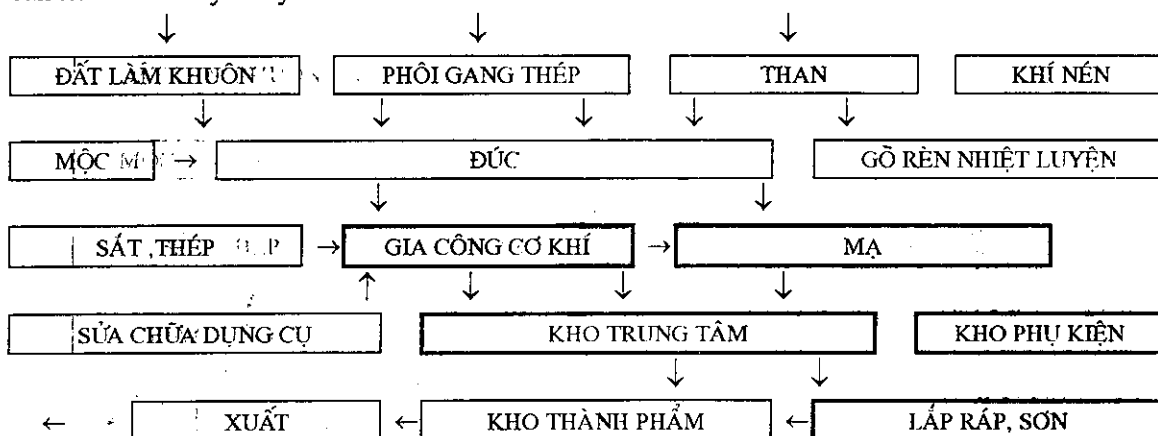 ĐẤT LÀM KHUÔN PHÔI GANG THÉP THAN KHÍ NÉN
MỘC → ĐÚC GÒ RÈN NHIỆT LUYỆN
SẮT, THÉP → GIA CÔNG CƠ KHÍ → MẠ
SỬA CHỮA DỤNG CỤ KHO TRUNG TÂM KHO PHỤ KIỆN
← XUẤT ← KHO THÀNH PHẨM ← LẮP RÁP, SƠN